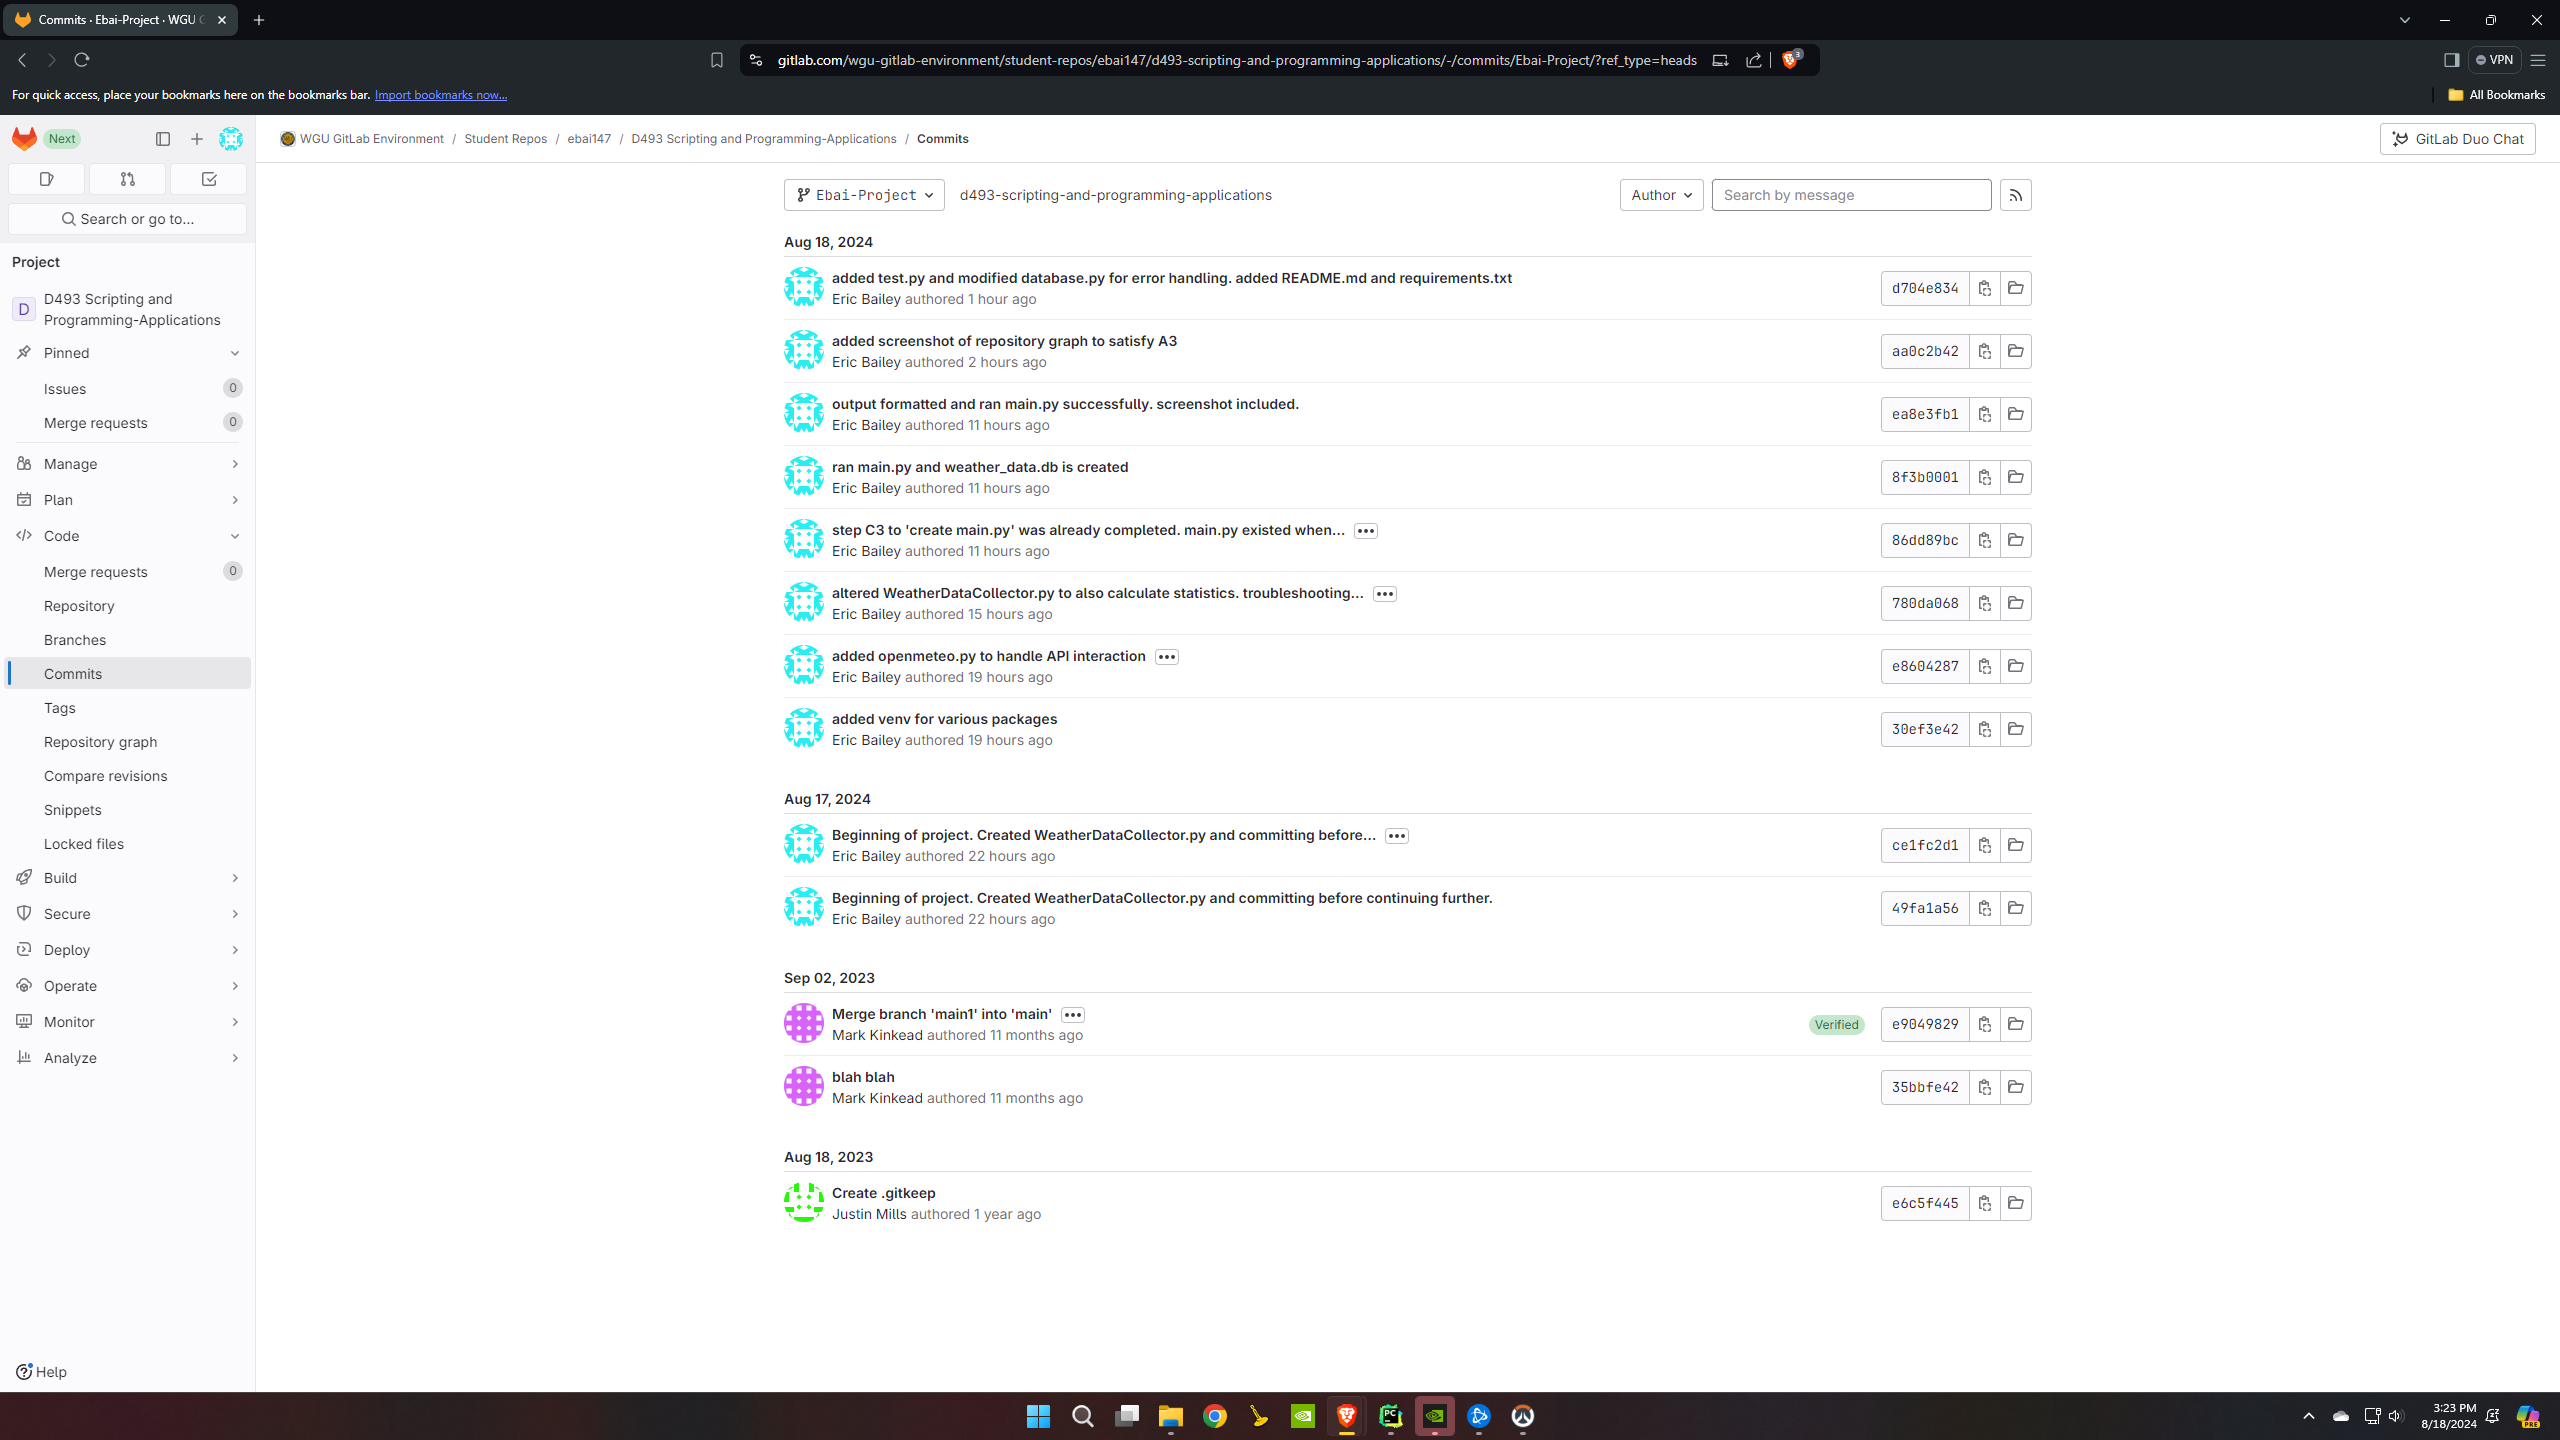 Commits · Ebai-Project · WGU G
gitlab.com/wgu-gitlab-environment/student-repos/ebai147/d493-scripting-and-programming-applications/-/commits/Ebai-Project/?ref_type=heads
3
VPN
For quick access, place your bookmarks here on the bookmarks bar. Import bookmarks now...
All Bookmarks
Next
WGU GitLab Environment / Student Repos / ebai147 / D493 Scripting and Programming-Applications / Commits
GitLab Duo Chat
Search or go to...
Project
D
D493 Scripting and
Programming-Applications
Pinned
Issues 0
Merge requests 0
Manage
Plan
Code
Merge requests 0
Repository
Branches
Commits
Tags
Repository graph
Compare revisions
Snippets
Locked files
Build
Secure
Deploy
Operate
Monitor
Analyze
Help
Ebai-Project
d493-scripting-and-programming-applications
Author
Search by message
Aug 18, 2024
added test.py and modified database.py for error handling. added README.md and requirements.txt
Eric Bailey authored 1 hour ago
d704e834
added screenshot of repository graph to satisfy A3
Eric Bailey authored 2 hours ago
aa0c2b42
output formatted and ran main.py successfully. screenshot included.
Eric Bailey authored 11 hours ago
ea8e3fb1
ran main.py and weather_data.db is created
Eric Bailey authored 11 hours ago
8f3b0001
step C3 to 'create main.py' was already completed. main.py existed when...
Eric Bailey authored 11 hours ago
86dd89bc
altered WeatherDataCollector.py to also calculate statistics. troubleshooting...
Eric Bailey authored 15 hours ago
780da068
added openmeteo.py to handle API interaction
Eric Bailey authored 19 hours ago
e8604287
added venv for various packages
Eric Bailey authored 19 hours ago
30ef3e42
Aug 17, 2024
Beginning of project. Created WeatherDataCollector.py and committing before...
Eric Bailey authored 22 hours ago
ce1fc2d1
Beginning of project. Created WeatherDataCollector.py and committing before continuing further.
Eric Bailey authored 22 hours ago
49fa1a56
Sep 02, 2023
Merge branch 'main1' into 'main'
Mark Kinkead authored 11 months ago
Verified
e9049829
blah blah
Mark Kinkead authored 11 months ago
35bbfe42
Aug 18, 2023
Create .gitkeep
Justin Mills authored 1 year ago
e6c5f445
PC
3:23 PM
8/18/2024
PRE